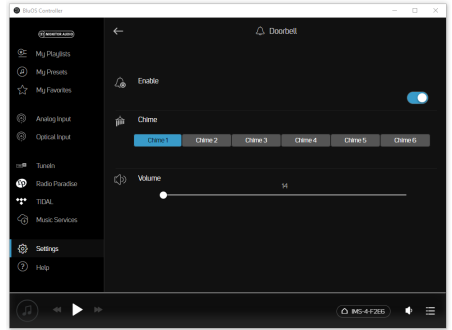 BluOS Controller
MONITOR AUDIO
Doorbell
My Playlists
My Presets
My Favorites
Analog Input
Optical Input
TuneIn
Radio Paradise
TIDAL
Music Services
Settings
Help
Enable
Chime
Chime 1 Chime 2 Chime 3 Chime 4 Chime 5 Chime 6
Volume
14
IMS-4-F2E6